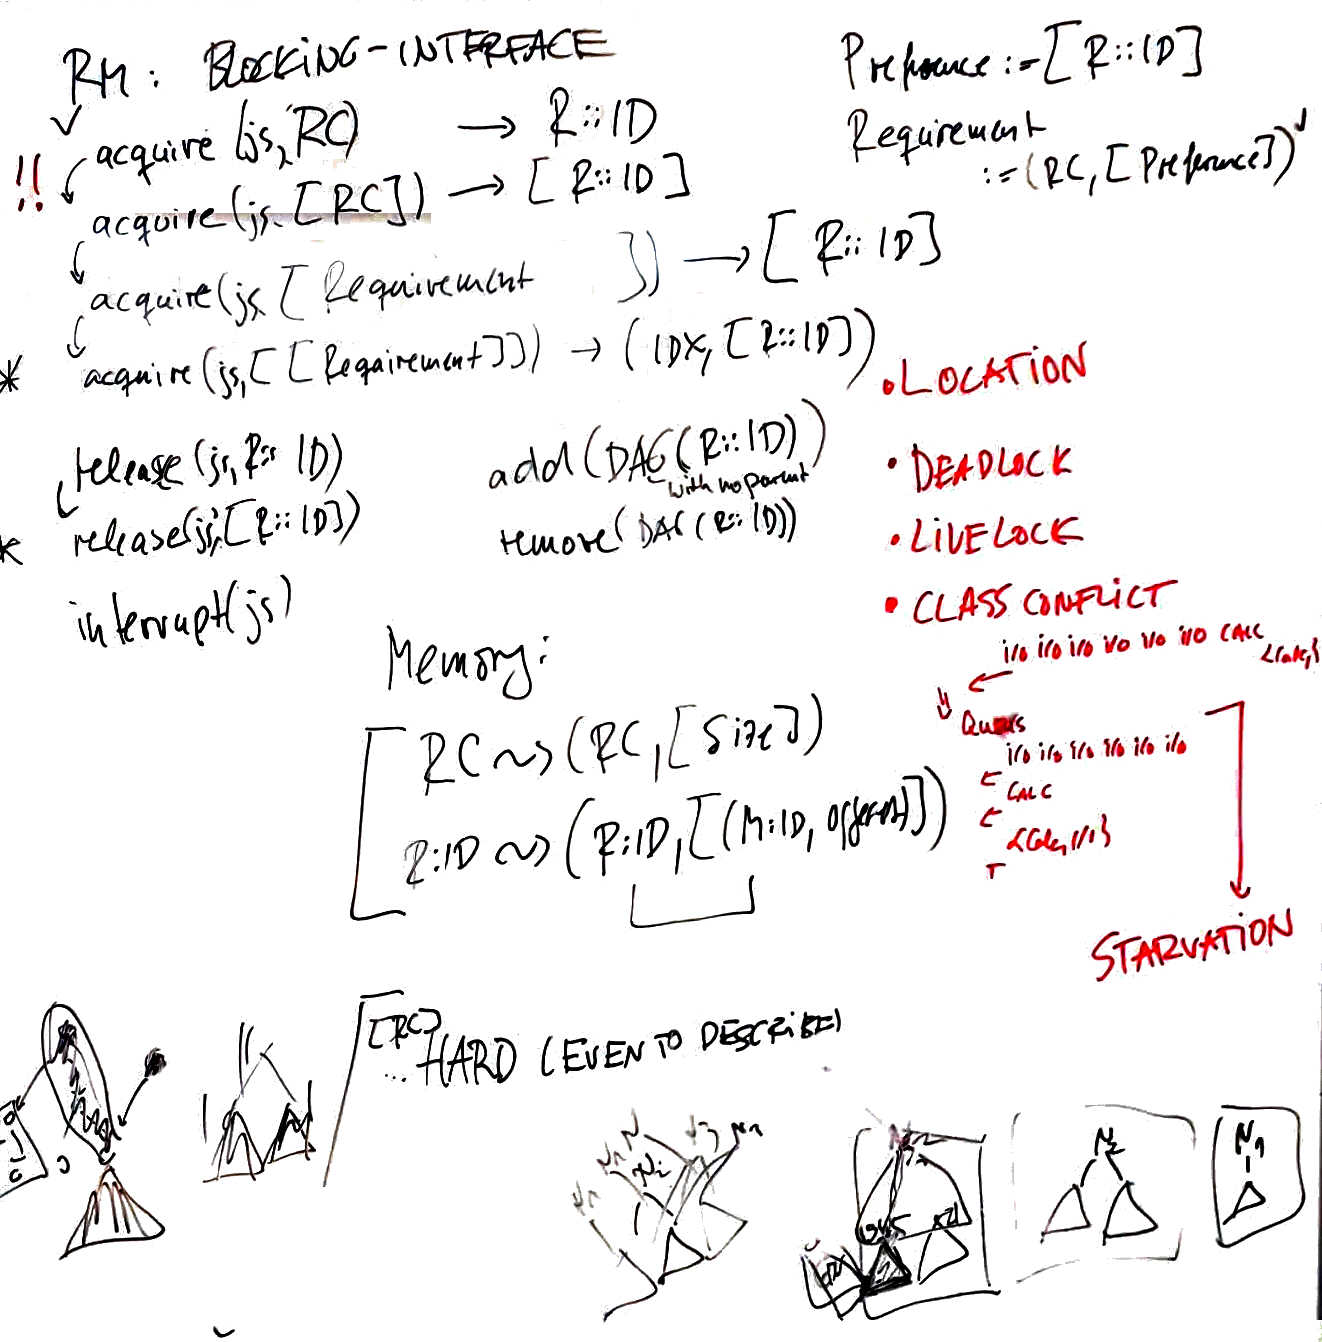 RM: BLOCKING-INTERFACE
acquire (js, RC) → R::ID
!! acquire (js, [RC]) → [R::ID]
acquire (js, [Requirement ]) → [R::ID]
* acquire (js, [[Requirement]]) → (IDX, [R::ID])
release (js, R::ID)
* release (js, [R::ID])
interrupt (js)
Preference := [R::ID]
Requirement
:= (RC, [Preference])
add (DAG (R::ID))
with no parent
remove (DAG (R::ID))
• LOCATION
• DEADLOCK
• LIVELOCK
• CLASS CONFLICT
i/o i/o i/o i/o i/o i/o CALC
i/o i/o i/o i/o i/o i/o
CALC
STARVATION
Memory:
RC ~> (RC, [Size])
R:ID ~> (R:ID, [(M:ID, offset)])
[RC]
... HARD (EVEN TO DESCRIBE)
N2
N1